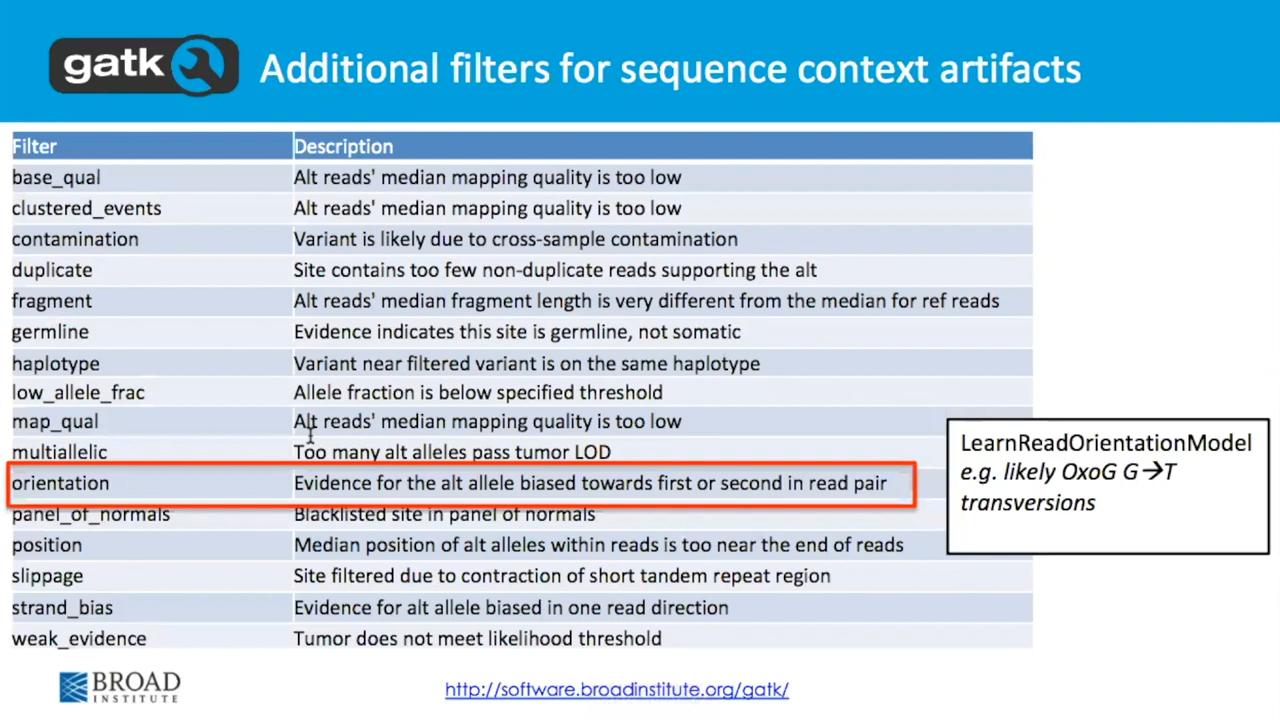 gatk
Additional filters for sequence context artifacts
Filter Description
base_qual Alt reads' median mapping quality is too low
clustered_events Alt reads' median mapping quality is too low
contamination Variant is likely due to cross-sample contamination
duplicate Site contains too few non-duplicate reads supporting the alt
fragment Alt reads' median fragment length is very different from the median for ref reads
germline Evidence indicates this site is germline, not somatic
haplotype Variant near filtered variant is on the same haplotype
low_allele_frac Allele fraction is below specified threshold
map_qual Alt reads' median mapping quality is too low
multiallelic Too many alt alleles pass tumor LOD
orientation Evidence for the alt allele biased towards first or second in read pair
panel_of_normals Blacklisted site in panel of normals
position Median position of alt alleles within reads is too near the end of reads
slippage Site filtered due to contraction of short tandem repeat region
strand_bias Evidence for alt allele biased in one read direction
weak_evidence Tumor does not meet likelihood threshold
LearnReadOrientationModel
e.g. likely OxoG G→T
transversions
BROAD
INSTITUTE
http://software.broadinstitute.org/gatk/